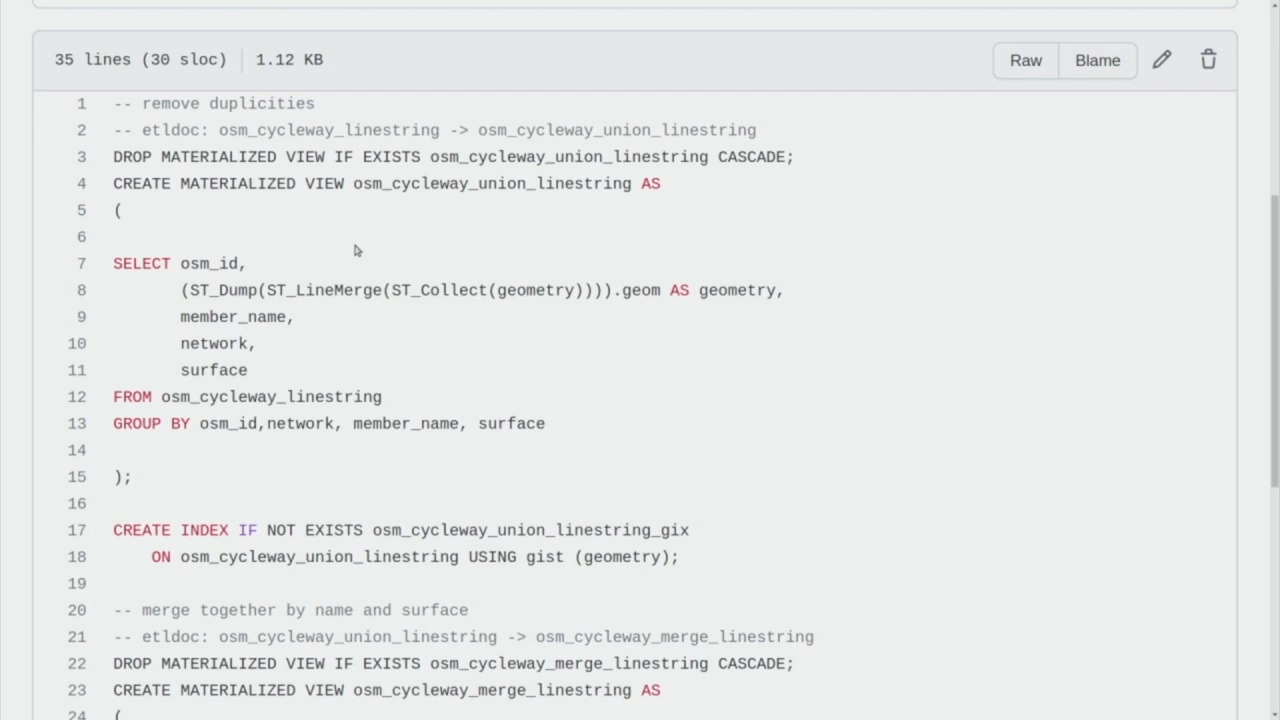 35 lines (30 sloc) 1.12 KB Raw Blame
1 -- remove duplicities
2 -- etldoc: osm_cycleway_linestring -> osm_cycleway_union_linestring
3 DROP MATERIALIZED VIEW IF EXISTS osm_cycleway_union_linestring CASCADE;
4 CREATE MATERIALIZED VIEW osm_cycleway_union_linestring AS
5 (
6
7 SELECT osm_id,
8 (ST_Dump(ST_LineMerge(ST_Collect(geometry)))).geom AS geometry,
9 member_name,
10 network,
11 surface
12 FROM osm_cycleway_linestring
13 GROUP BY osm_id,network, member_name, surface
14
15 );
16
17 CREATE INDEX IF NOT EXISTS osm_cycleway_union_linestring_gix
18 ON osm_cycleway_union_linestring USING gist (geometry);
19
20 -- merge together by name and surface
21 -- etldoc: osm_cycleway_union_linestring -> osm_cycleway_merge_linestring
22 DROP MATERIALIZED VIEW IF EXISTS osm_cycleway_merge_linestring CASCADE;
23 CREATE MATERIALIZED VIEW osm_cycleway_merge_linestring AS
24 (